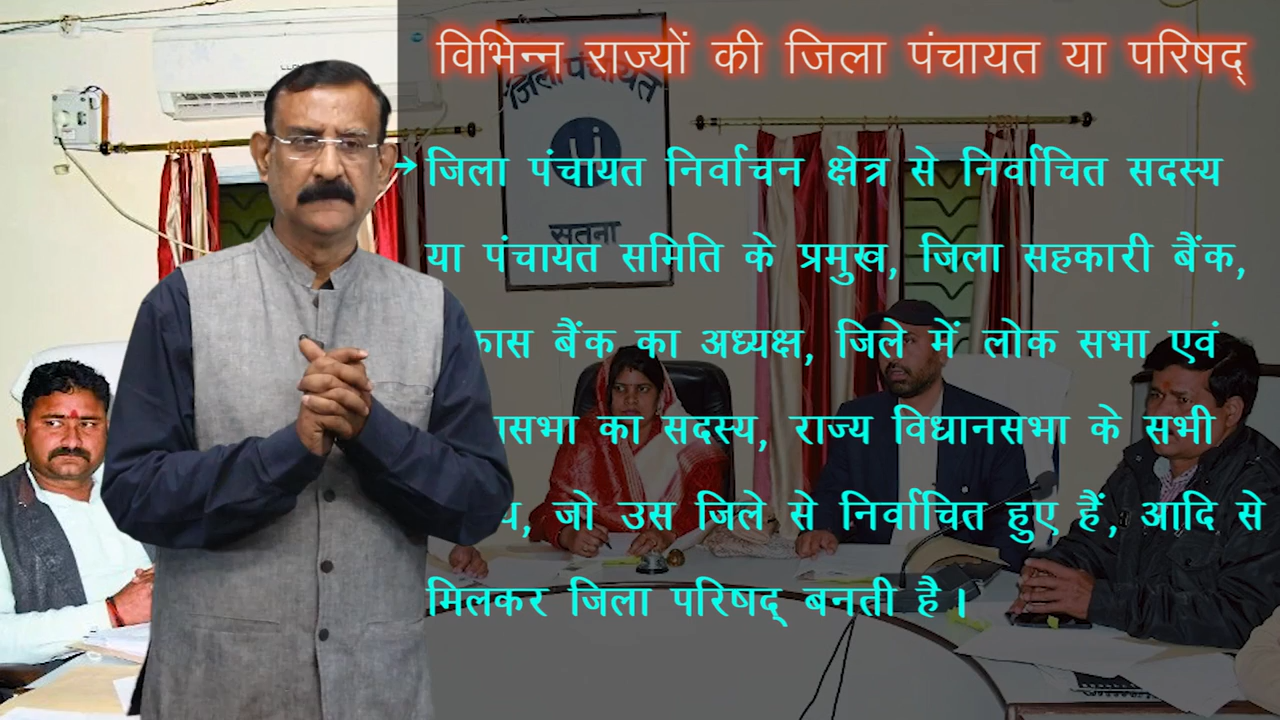 विभिन्न राज्यों की जिला पंचायत या परिषद्
जिला पंचायत
सतना
→ जिला पंचायत निर्वाचन क्षेत्र से निर्वाचित सदस्य
या पंचायत समिति के प्रमुख, जिला सहकारी बैंक,
बैंक का अध्यक्ष, जिले में लोक सभा एवं
का सदस्य, राज्य विधानसभा के सभी
जो उस जिले से निर्वाचित हुए हैं, आदि से
मिलकर जिला परिषद् बनती है।